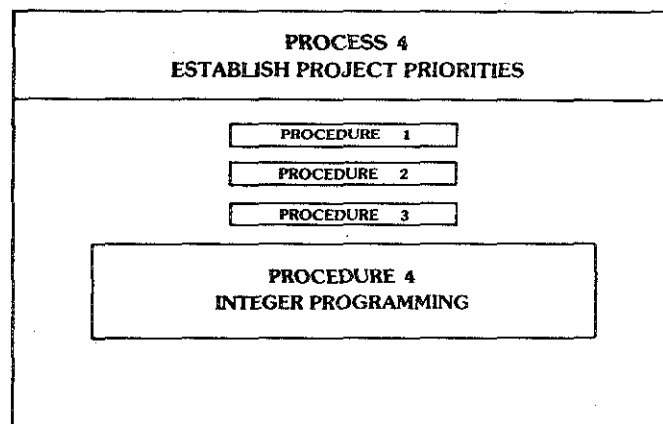 PROCESS 4
ESTABLISH PROJECT PRIORITIES
PROCEDURE 1
PROCEDURE 2
PROCEDURE 3
PROCEDURE 4
INTEGER PROGRAMMING